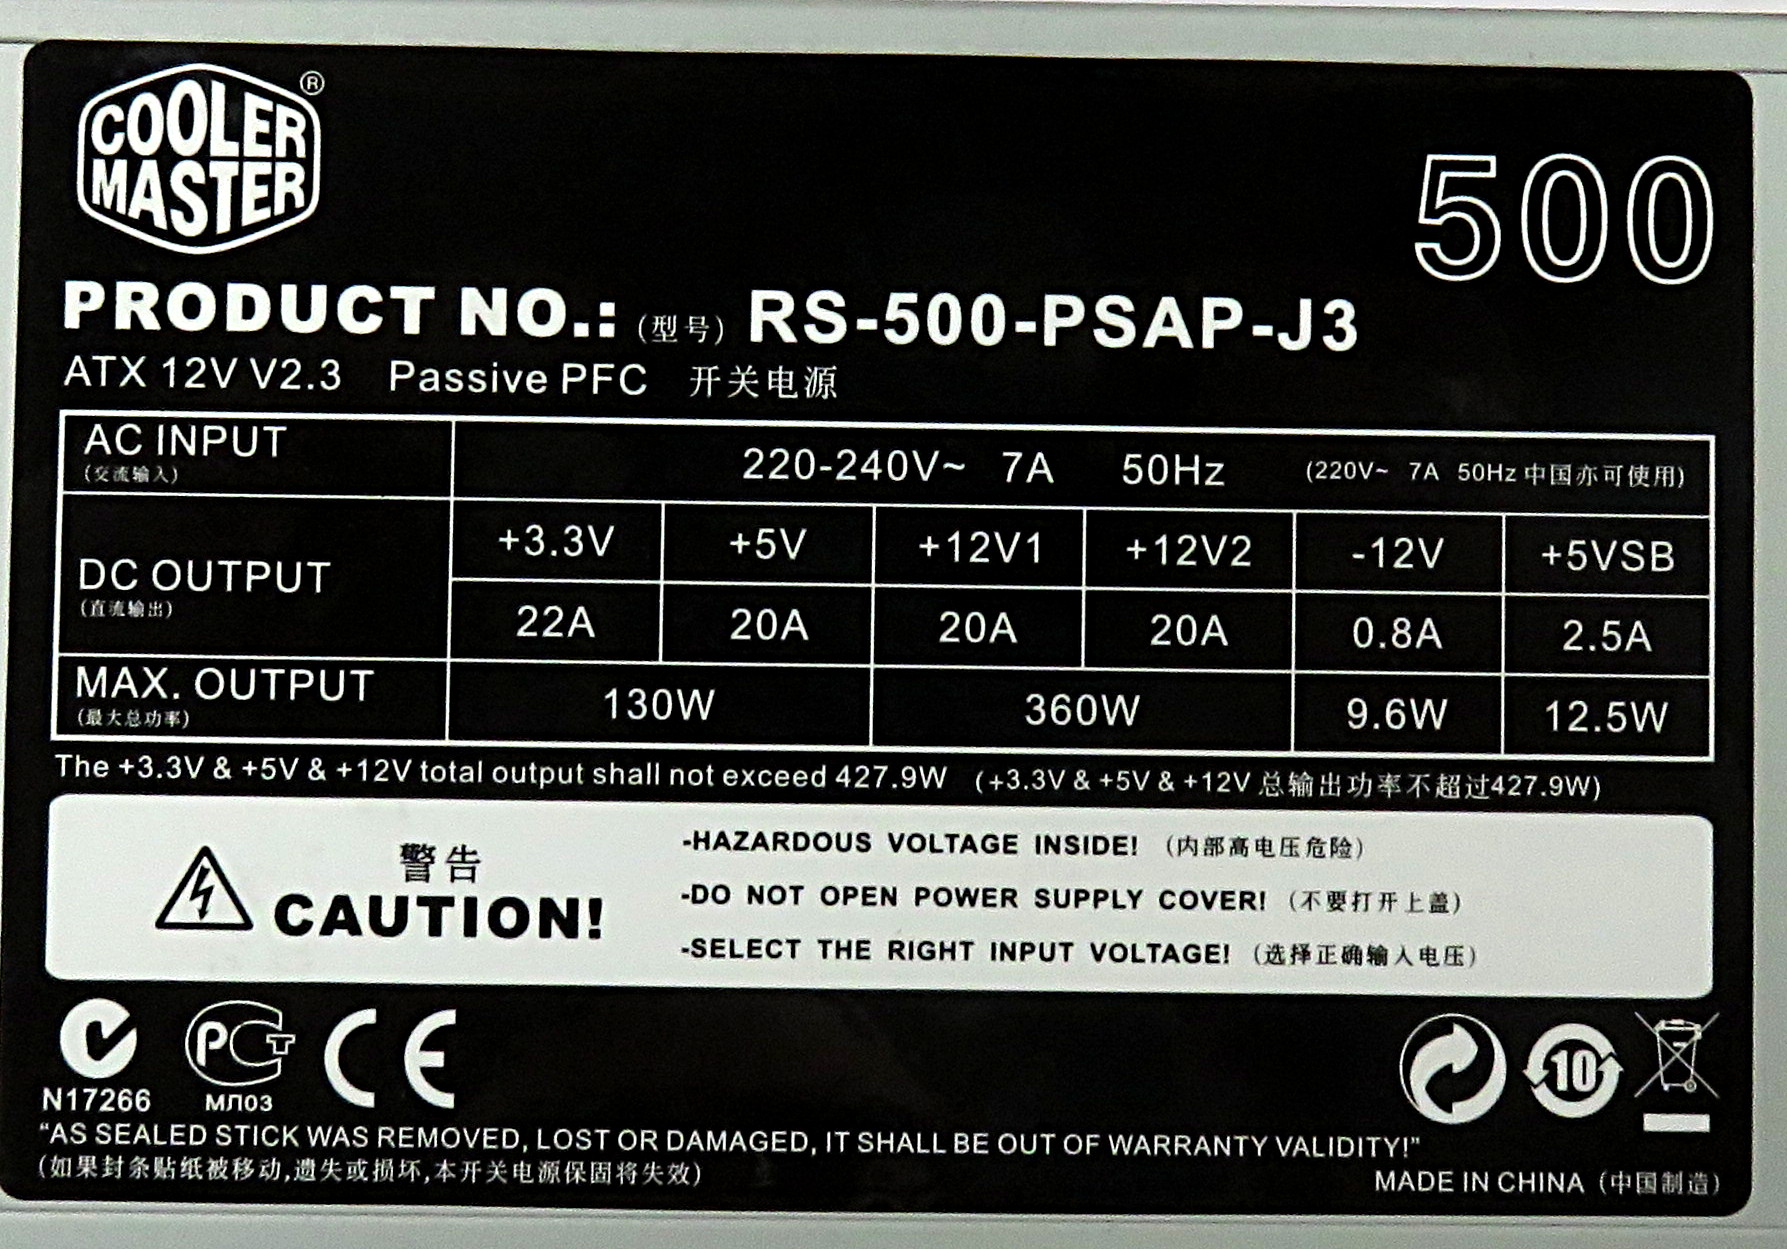 COOLER MASTER ®
500
PRODUCT NO.: (型号) RS-500-PSAP-J3
ATX 12V V2.3 Passive PFC 开关电源
AC INPUT 220-240V~ 7A 50Hz (220V~ 7A 50Hz 中国亦可使用)
(交流输入)
+3.3V +5V +12V1 +12V2 -12V +5VSB
DC OUTPUT
(直流输出)
22A 20A 20A 20A 0.8A 2.5A
MAX. OUTPUT 130W 360W 9.6W 12.5W
(最大总功率)
The +3.3V & +5V & +12V total output shall not exceed 427.9W (+3.3V & +5V & +12V 总输出功率不超过427.9W)
警告
CAUTION!
-HAZARDOUS VOLTAGE INSIDE! (内部高电压危险)
-DO NOT OPEN POWER SUPPLY COVER! (不要打开上盖)
-SELECT THE RIGHT INPUT VOLTAGE! (选择正确输入电压)
PCT CE 10
N17266 МЛ03
“AS SEALED STICK WAS REMOVED, LOST OR DAMAGED, IT SHALL BE OUT OF WARRANTY VALIDITY!”
(如果封条贴纸被移动,遗失或损坏,本开关电源保固将失效)
MADE IN CHINA (中国制造)